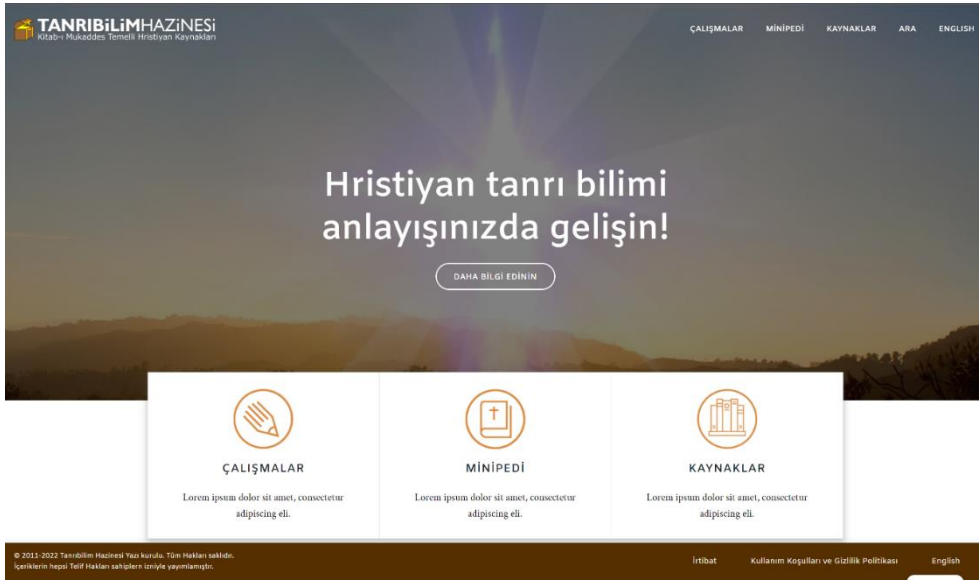 TANRIBiLiMHAZiNESi
Kitab-ı Mukaddes Temelli Hristiyan Kaynakları
ÇALIŞMALAR MİNİPEDİ KAYNAKLAR ARA ENGLISH
Hristiyan tanrı bilimi
anlayışınızda gelişin!
DAHA BİLGİ EDİNİN
ÇALIŞMALAR
Lorem ipsum dolor sit amet, consectetur
adipiscing eli.
MİNİPEDİ
Lorem ipsum dolor sit amet, consectetur
adipiscing eli.
KAYNAKLAR
Lorem ipsum dolor sit amet, consectetur
adipiscing eli.
© 2011-2022 Tanrıbilim Hazinesi Yazı kurulu. Tüm Hakları saklıdır.
İçeriklerin hepsi Telif Hakları sahiplern izniyle yayımlamıştır.
İrtibat Kullanım Koşulları ve Gizlilik Politikası English